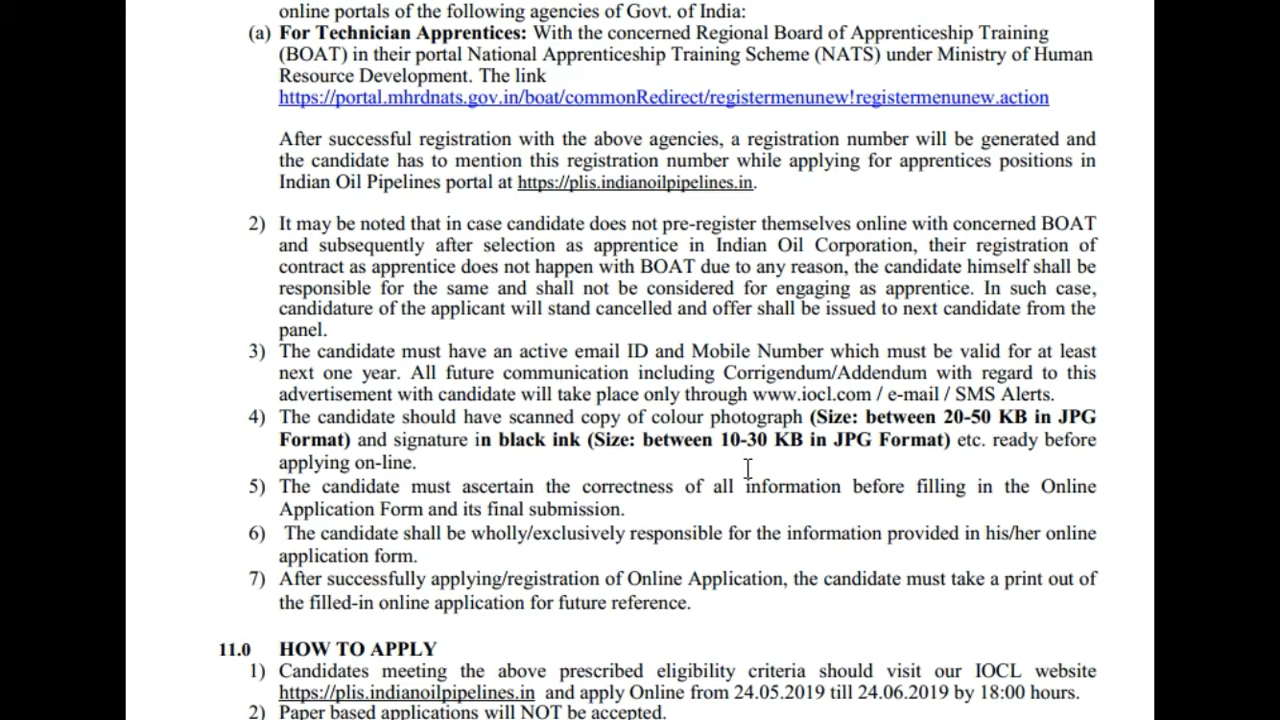 online portals of the following agencies of Govt. of India:
(a) For Technician Apprentices: With the concerned Regional Board of Apprenticeship Training
(BOAT) in their portal National Apprenticeship Training Scheme (NATS) under Ministry of Human
Resource Development. The link
https://portal.mhrdnats.gov.in/boat/commonRedirect/registermenunew!registermenunew.action
After successful registration with the above agencies, a registration number will be generated and
the candidate has to mention this registration number while applying for apprentices positions in
Indian Oil Pipelines portal at https://plis.indianoilpipelines.in.
2) It may be noted that in case candidate does not pre-register themselves online with concerned BOAT
and subsequently after selection as apprentice in Indian Oil Corporation, their registration of
contract as apprentice does not happen with BOAT due to any reason, the candidate himself shall be
responsible for the same and shall not be considered for engaging as apprentice. In such case,
candidature of the applicant will stand cancelled and offer shall be issued to next candidate from the
panel.
3) The candidate must have an active email ID and Mobile Number which must be valid for at least
next one year. All future communication including Corrigendum/Addendum with regard to this
advertisement with candidate will take place only through www.iocl.com / e-mail / SMS Alerts.
4) The candidate should have scanned copy of colour photograph (Size: between 20-50 KB in JPG
Format) and signature in black ink (Size: between 10-30 KB in JPG Format) etc. ready before
applying on-line.
5) The candidate must ascertain the correctness of all information before filling in the Online
Application Form and its final submission.
6) The candidate shall be wholly/exclusively responsible for the information provided in his/her online
application form.
7) After successfully applying/registration of Online Application, the candidate must take a print out of
the filled-in online application for future reference.
11.0 HOW TO APPLY
1) Candidates meeting the above prescribed eligibility criteria should visit our IOCL website
https://plis.indianoilpipelines.in and apply Online from 24.05.2019 till 24.06.2019 by 18:00 hours.
2) Paper based applications will NOT be accepted.